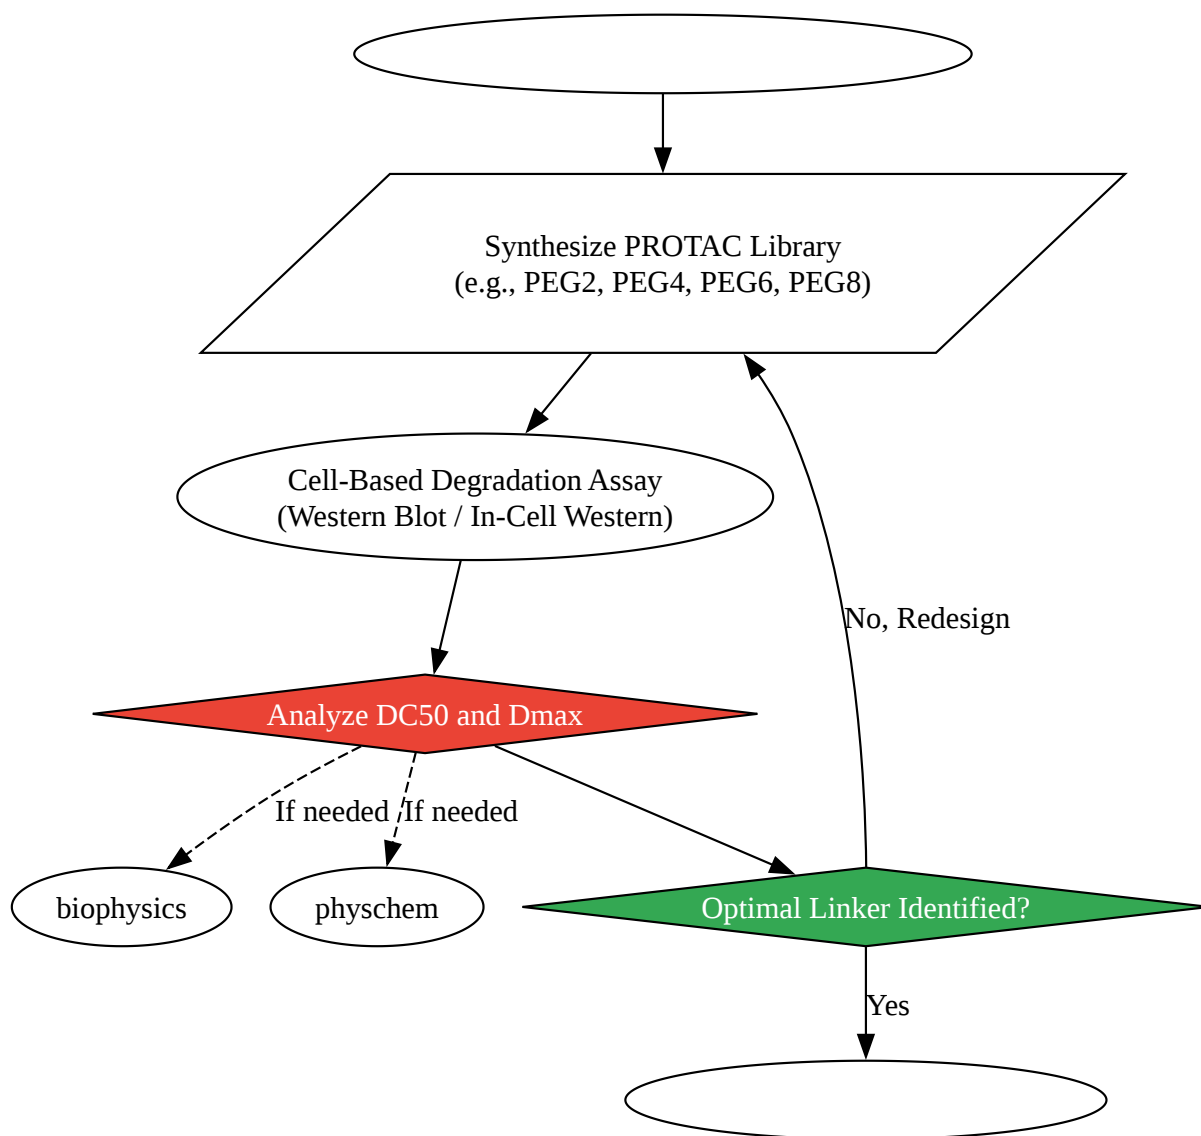 Synthesize PROTAC Library
(e.g., PEG2, PEG4, PEG6, PEG8)
Cell-Based Degradation Assay
(Western Blot / In-Cell Western)
No, Redesign
Analyze DC50 and Dmax
If needed
If needed
biophysics
physchem
Optimal Linker Identified?
Yes